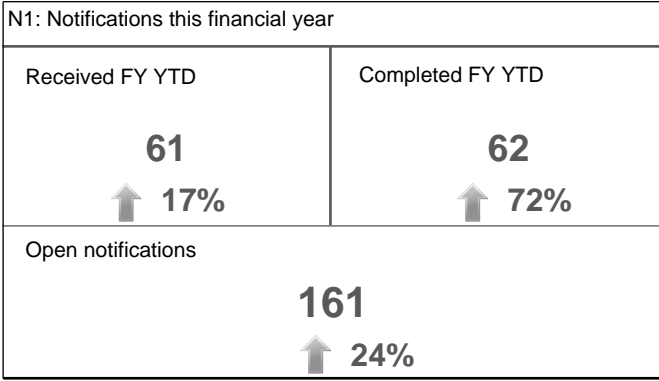 N1: Notifications this financial year
Received FY YTD
61
17%
Completed FY YTD
62
72%
Open notifications
161
24%